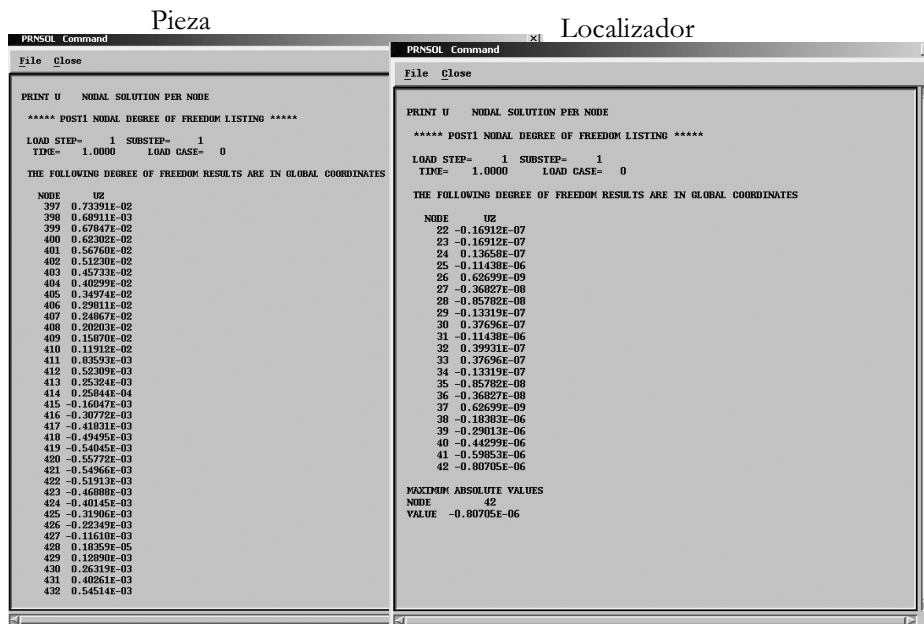 Pieza
PRNSOL Command
File Close
PRINT U NODAL SOLUTION PER NODE
***** POST1 NODAL DEGREE OF FREEDOM LISTING *****
LOAD STEP= 1 SUBSTEP= 1
TIME= 1.0000 LOAD CASE= 0
THE FOLLOWING DEGREE OF FREEDOM RESULTS ARE IN GLOBAL COORDINATES
NODE UZ
397 0.73391E-02
398 0.68911E-03
399 0.67847E-02
400 0.62302E-02
401 0.56760E-02
402 0.51230E-02
403 0.45733E-02
404 0.40299E-02
405 0.34974E-02
406 0.29811E-02
407 0.24867E-02
408 0.20203E-02
409 0.15870E-02
410 0.11912E-02
411 0.83593E-03
412 0.52309E-03
413 0.25324E-03
414 0.25844E-04
415 -0.16047E-03
416 -0.30772E-03
417 -0.41831E-03
418 -0.49495E-03
419 -0.54045E-03
420 -0.55772E-03
421 -0.54966E-03
422 -0.51913E-03
423 -0.46888E-03
424 -0.40145E-03
425 -0.31906E-03
426 -0.22349E-03
427 -0.11610E-03
428 0.18359E-05
429 0.12890E-03
430 0.26319E-03
431 0.40261E-03
432 0.54514E-03
Localizador
PRNSOL Command
File Close
PRINT U NODAL SOLUTION PER NODE
***** POST1 NODAL DEGREE OF FREEDOM LISTING *****
LOAD STEP= 1 SUBSTEP= 1
TIME= 1.0000 LOAD CASE= 0
THE FOLLOWING DEGREE OF FREEDOM RESULTS ARE IN GLOBAL COORDINATES
NODE UZ
22 -0.16912E-07
23 -0.16912E-07
24 0.13658E-07
25 -0.11438E-06
26 0.62699E-09
27 -0.36827E-08
28 -0.85782E-08
29 -0.13319E-07
30 0.37696E-07
31 -0.11438E-06
32 0.39931E-07
33 0.37696E-07
34 -0.13319E-07
35 -0.85782E-08
36 -0.36827E-08
37 0.62699E-09
38 -0.18383E-06
39 -0.29013E-06
40 -0.44299E-06
41 -0.59853E-06
42 -0.80705E-06
MAXIMUM ABSOLUTE VALUES
NODE 42
VALUE -0.80705E-06